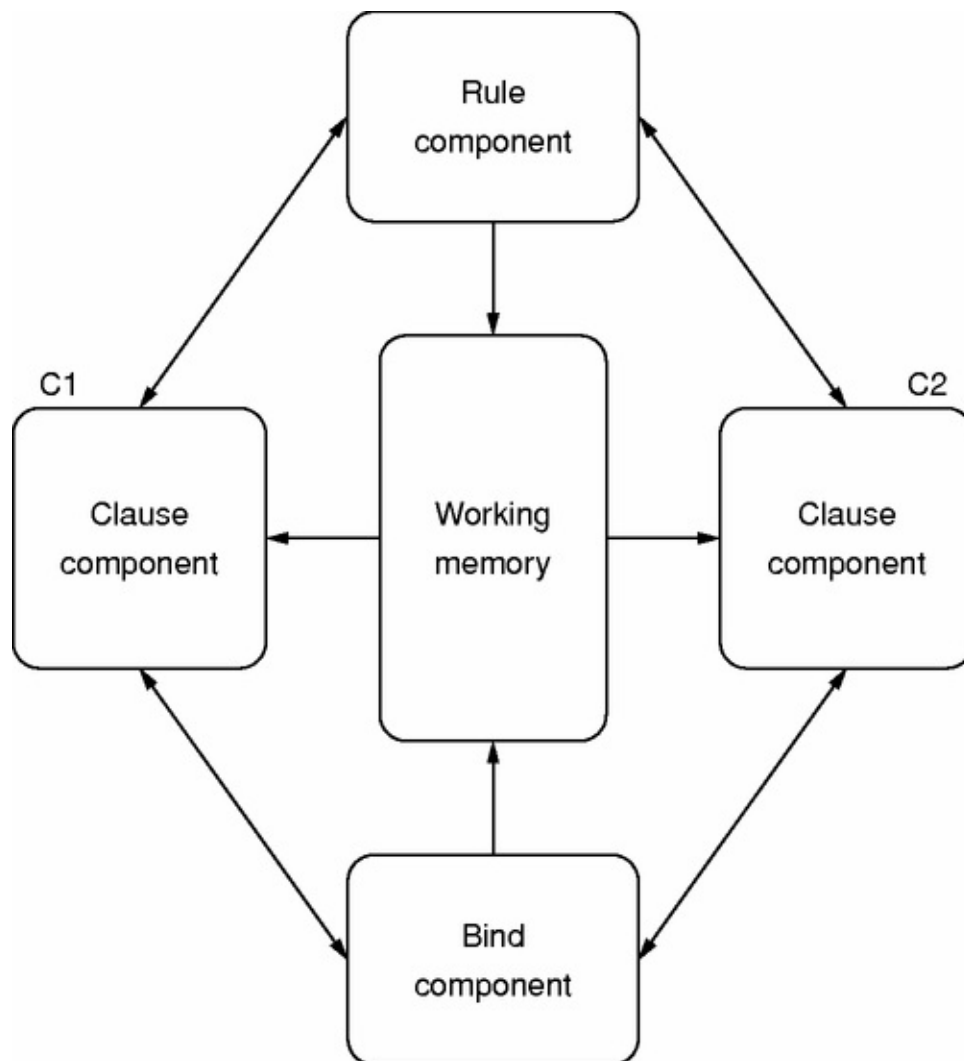 Rule
component
C1
C2
Clause
component
Working
memory
Clause
component
Bind
component